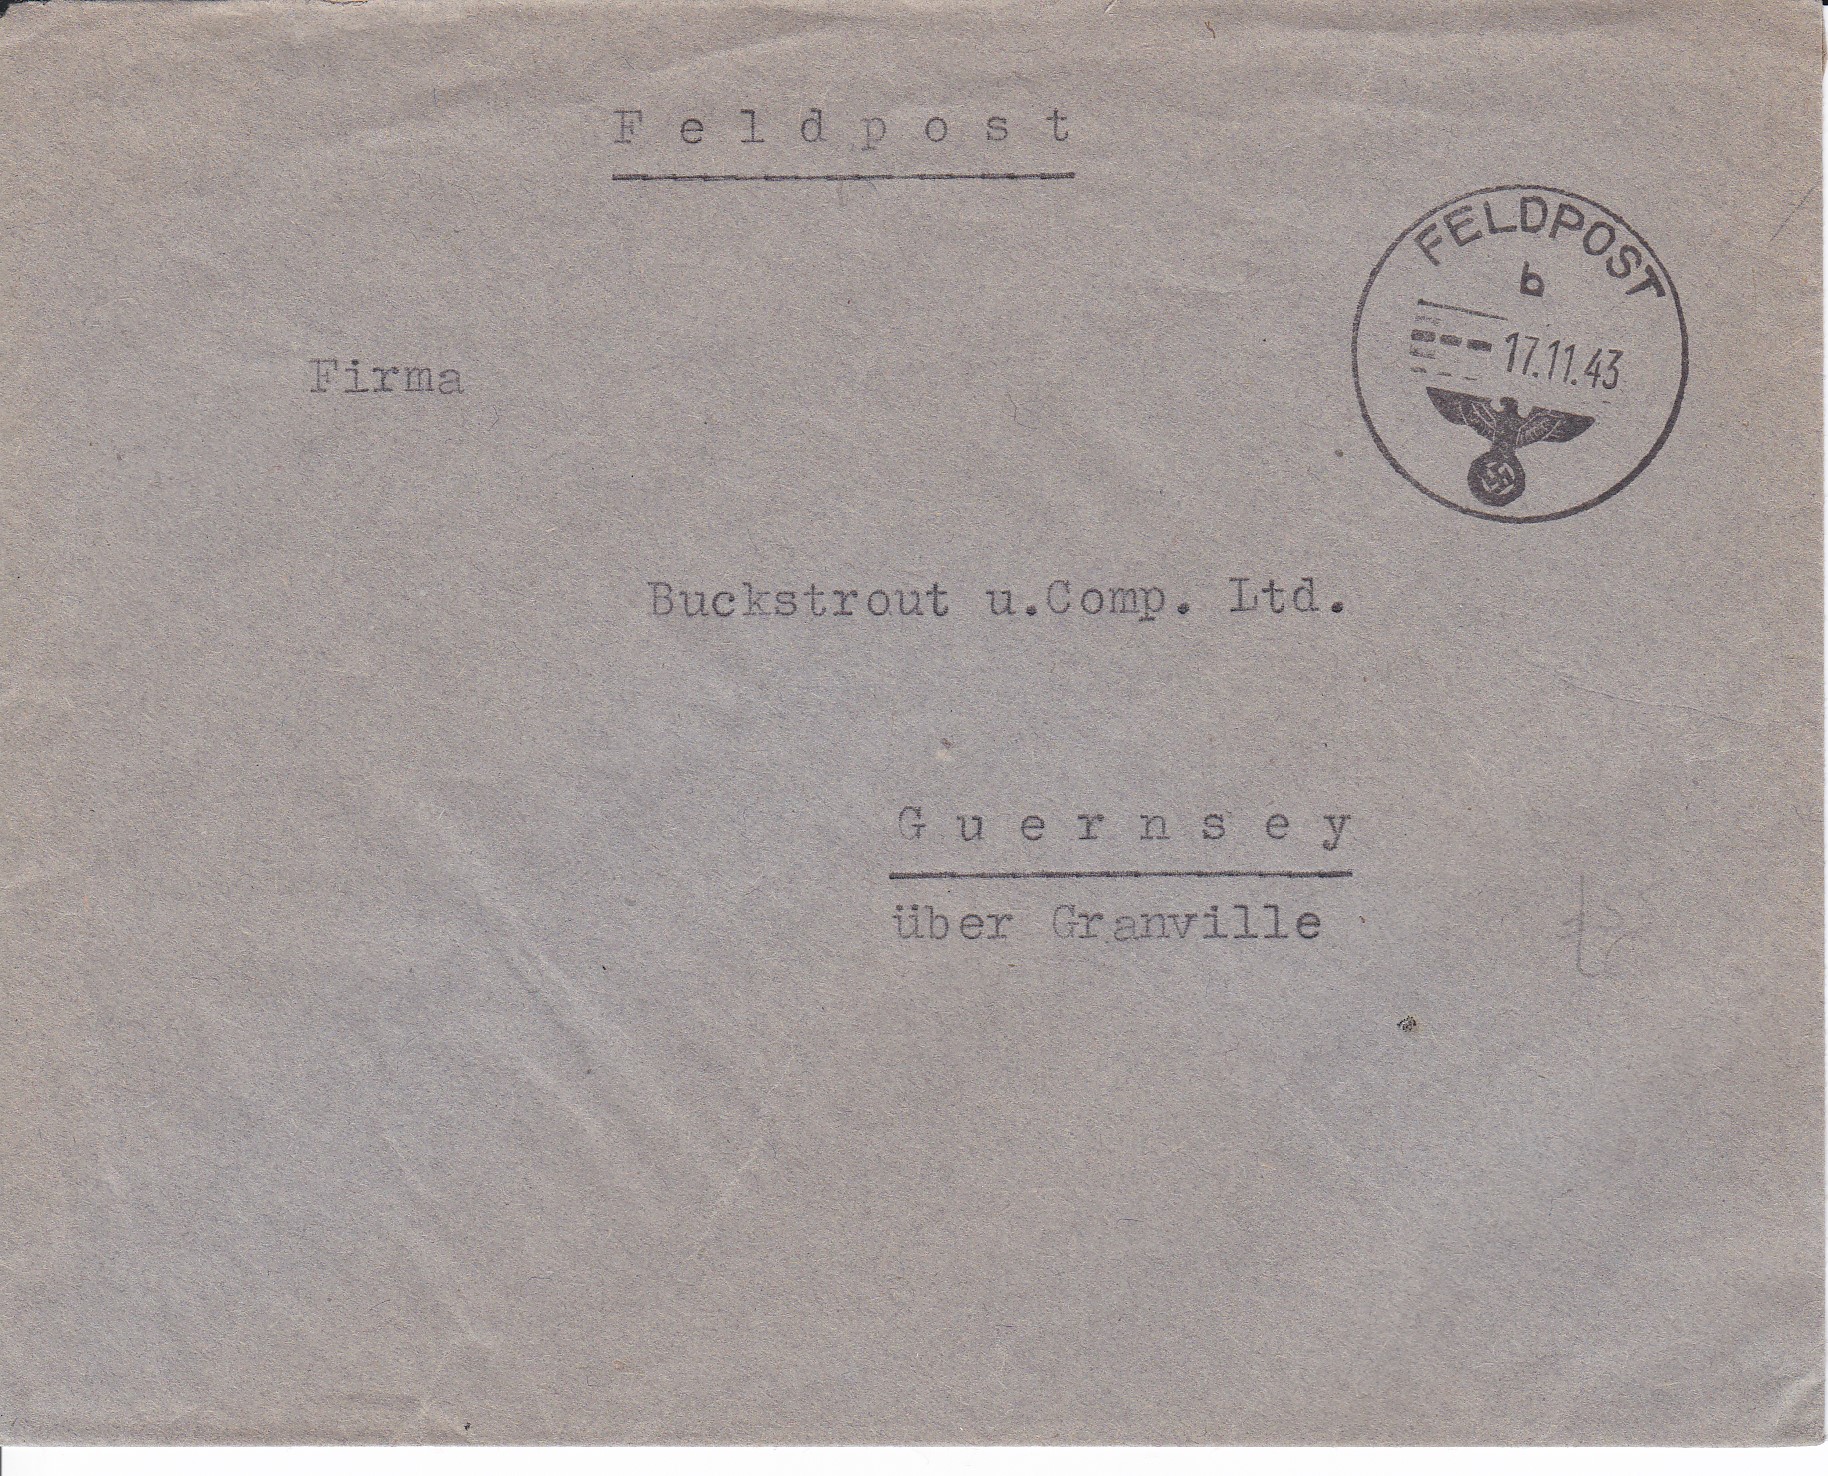 F e l d p o s t
FELDPOST
b
17.11.43
Firma
Buckstrout u.Comp. Ltd.
G u e r n s e y
über Granville